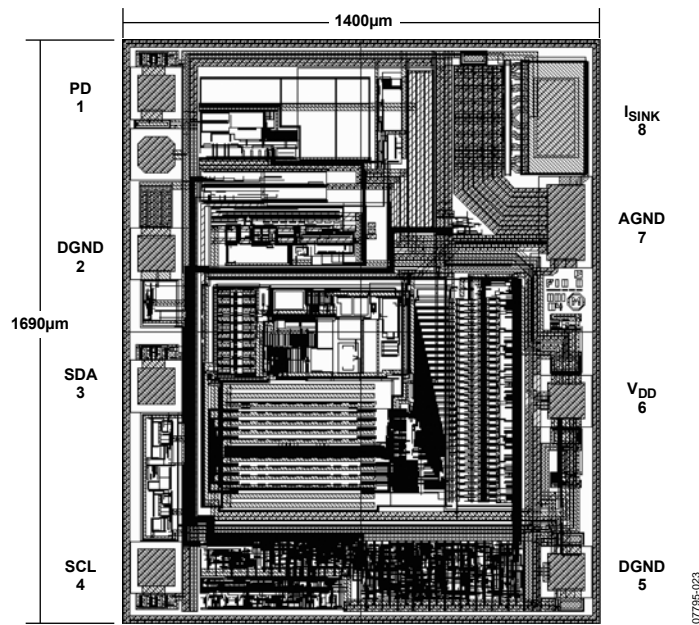 1400µm
PD
1
DGND
2
1690µm
SDA
3
SCL
4
I_SINK
8
AGND
7
V_DD
6
DGND
5
07795-023